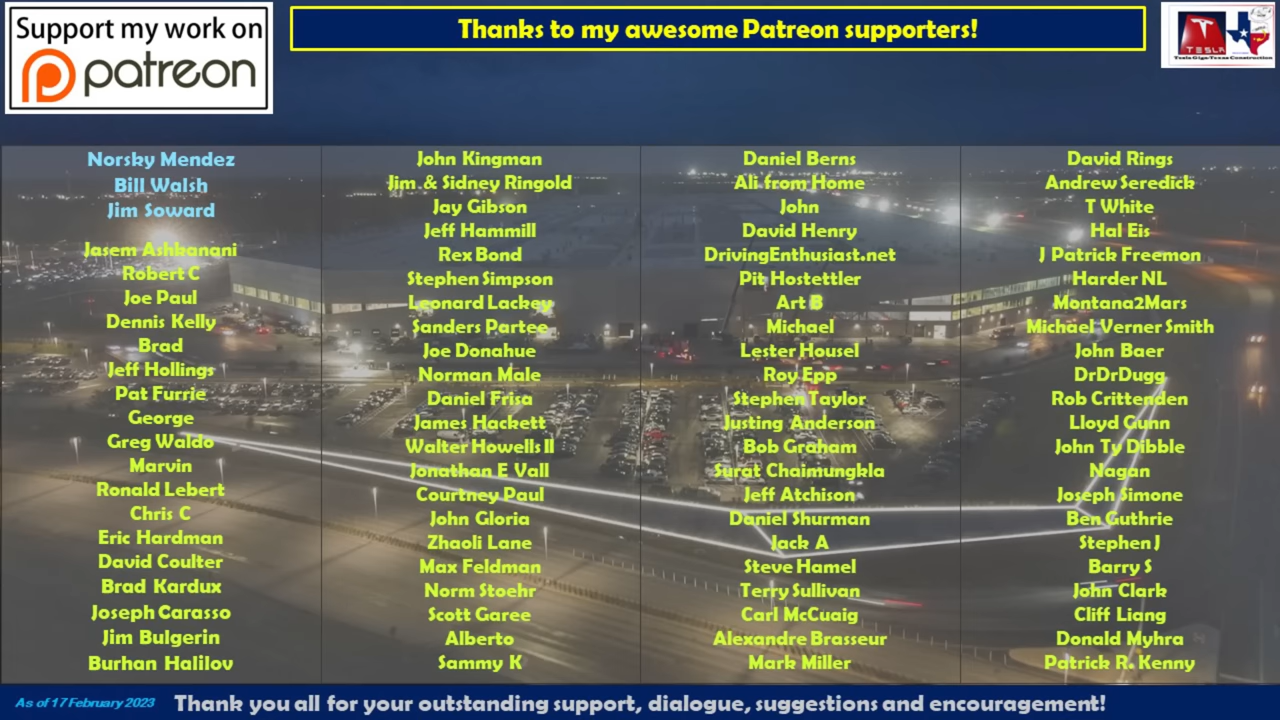 Support my work on
patreon
Thanks to my awesome Patreon supporters!
TESLA
Tesla Giga Texas Construction
Norsky Mendez
Bill Walsh
Jim Soward
Jasem Ashkanani
Robert C
Joe Paul
Dennis Kelly
Brad
Jeff Hollings
Pat Furrie
George
Greg Waldo
Marvin
Ronald Lebert
Chris C
Eric Hardman
David Coulter
Brad Kardux
Joseph Carasso
Jim Bulgerin
Burhan Halilov
John Kingman
Jim & Sidney Ringold
Jay Gibson
Jeff Hammill
Rex Bond
Stephen Simpson
Leonard Lackey
Sanders Partee
Joe Donahue
Norman Male
Daniel Frisa
James Hackett
Walter Howells II
Jonathan E Vall
Courtney Paul
John Gloria
Zhaoli Lane
Max Feldman
Norm Stoehr
Scott Garee
Alberto
Sammy K
Daniel Berns
Ali from Home
John
David Henry
DrivingEnthusiast.net
Pit Hostettler
Art B
Michael
Lester Housel
Roy Epp
Stephen Taylor
Justing Anderson
Bob Graham
Surat Chaimungkla
Jeff Atchison
Daniel Shurman
Jack A
Steve Hamel
Terry Sullivan
Carl McCuaig
Alexandre Brasseur
Mark Miller
David Rings
Andrew Seredick
T White
Hal Eis
J Patrick Freemon
Harder NL
Montana2Mars
Michael Verner Smith
John Baer
DrDrDugg
Rob Crittenden
Lloyd Gunn
John Ty Dibble
Nagan
Joseph Simone
Ben Guthrie
Stephen J
Barry S
John Clark
Cliff Liang
Donald Myhra
Patrick R. Kenny
As of 17 February 2023
Thank you all for your outstanding support, dialogue, suggestions and encouragement!